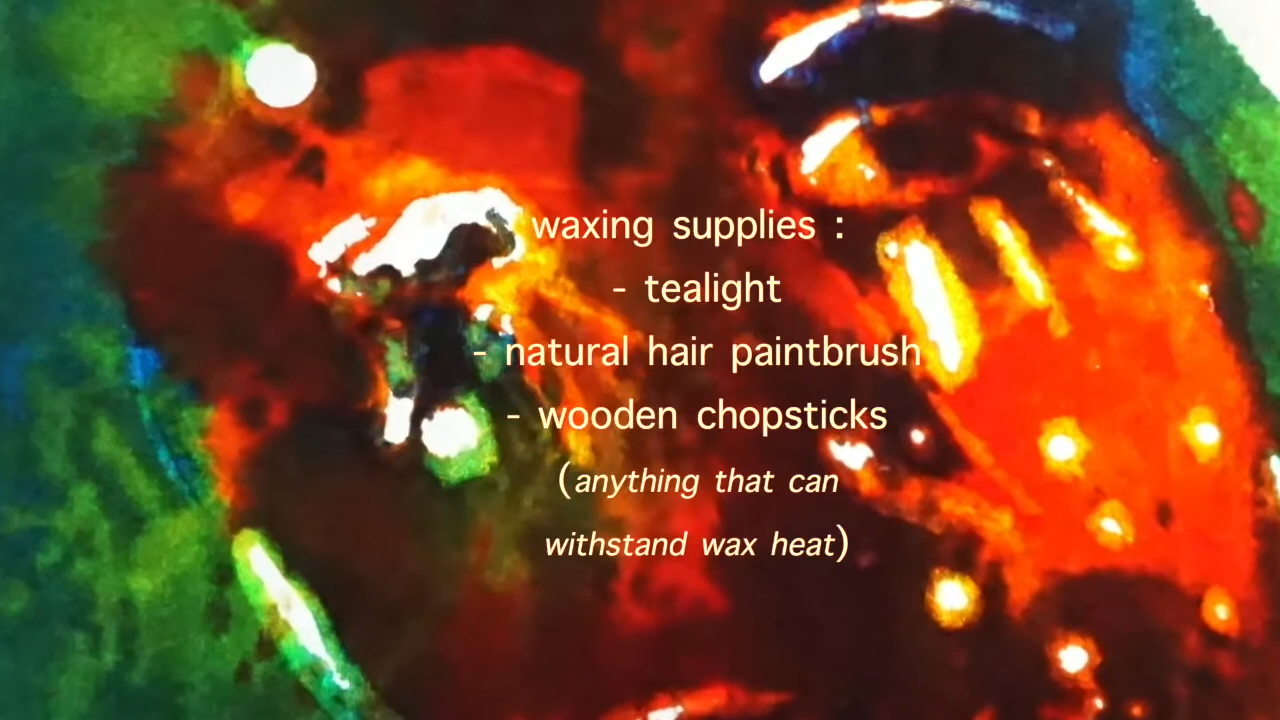 waxing supplies :
- tealight
- natural hair paintbrush
- wooden chopsticks
(anything that can
withstand wax heat)